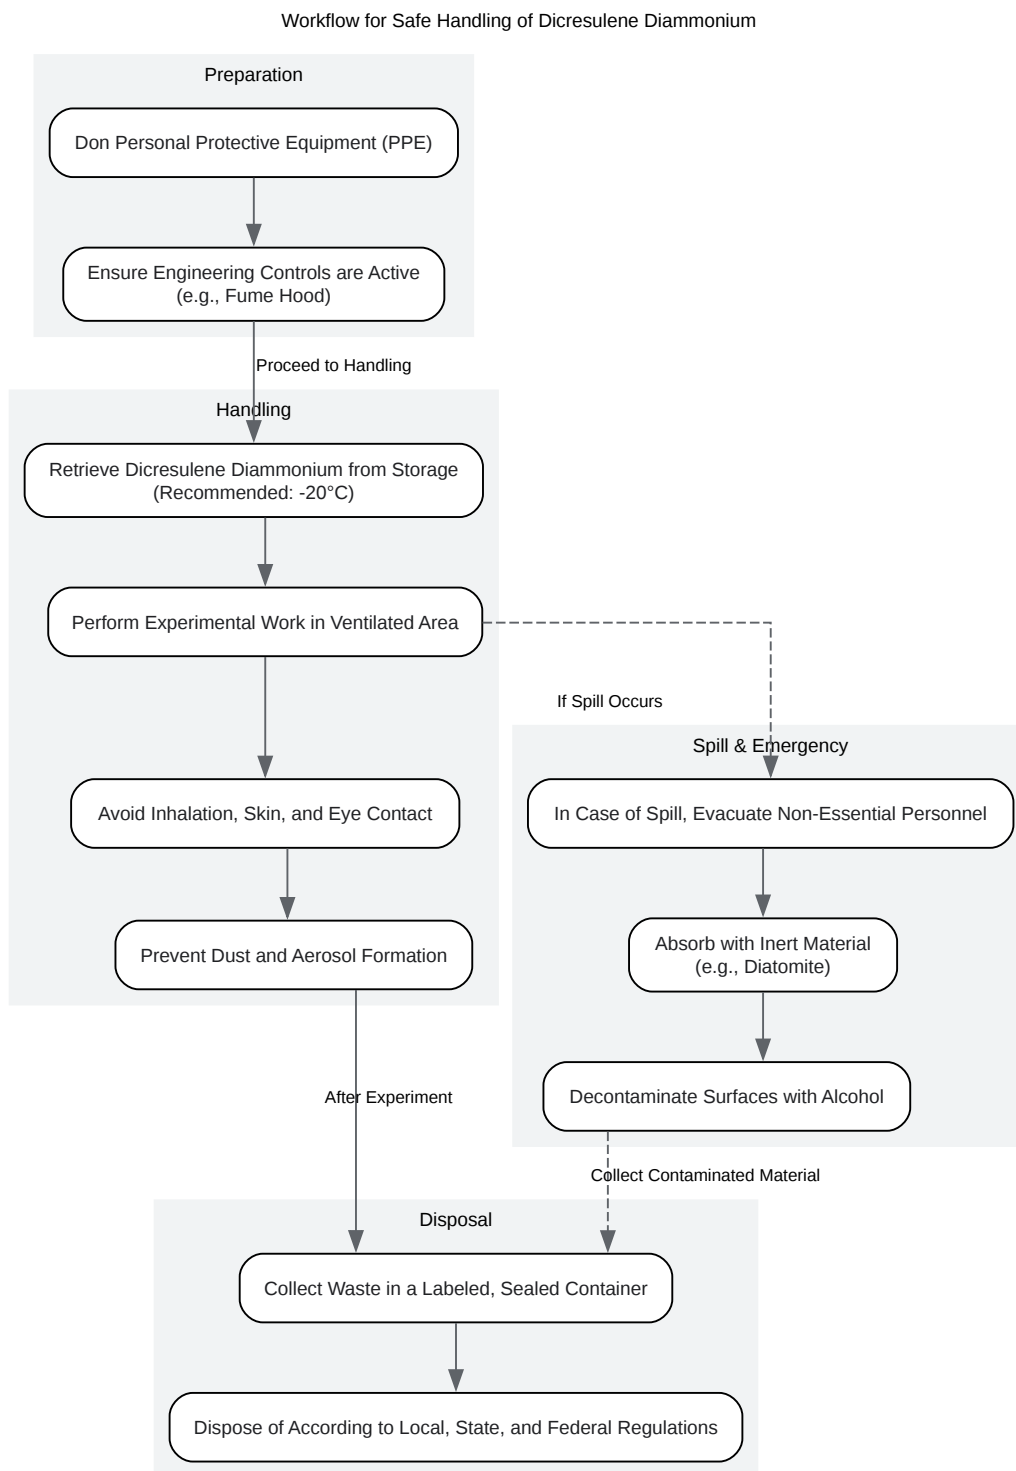 Workflow for Safe Handling of Dicresulene Diammonium
Preparation
Don Personal Protective Equipment (PPE)
Ensure Engineering Controls are Active
(e.g., Fume Hood)
Proceed to Handling
Handling
Retrieve Dicresulene Diammonium from Storage
(Recommended: -20°C)
Perform Experimental Work in Ventilated Area
If Spill Occurs
Spill & Emergency
Avoid Inhalation, Skin, and Eye Contact
In Case of Spill, Evacuate Non-Essential Personnel
Prevent Dust and Aerosol Formation
Absorb with Inert Material
(e.g., Diatomite)
After Experiment
Decontaminate Surfaces with Alcohol
Collect Contaminated Material
Disposal
Collect Waste in a Labeled, Sealed Container
Dispose of According to Local, State, and Federal Regulations